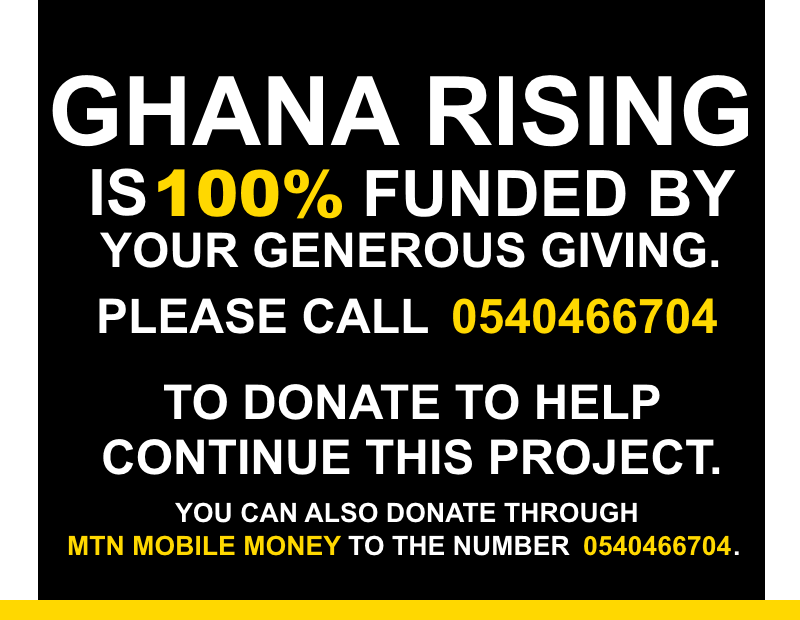 GHANA RISING
IS 100% FUNDED BY
YOUR GENEROUS GIVING.
PLEASE CALL 0540466704
TO DONATE TO HELP
CONTINUE THIS PROJECT.
YOU CAN ALSO DONATE THROUGH
MTN MOBILE MONEY TO THE NUMBER 0540466704.